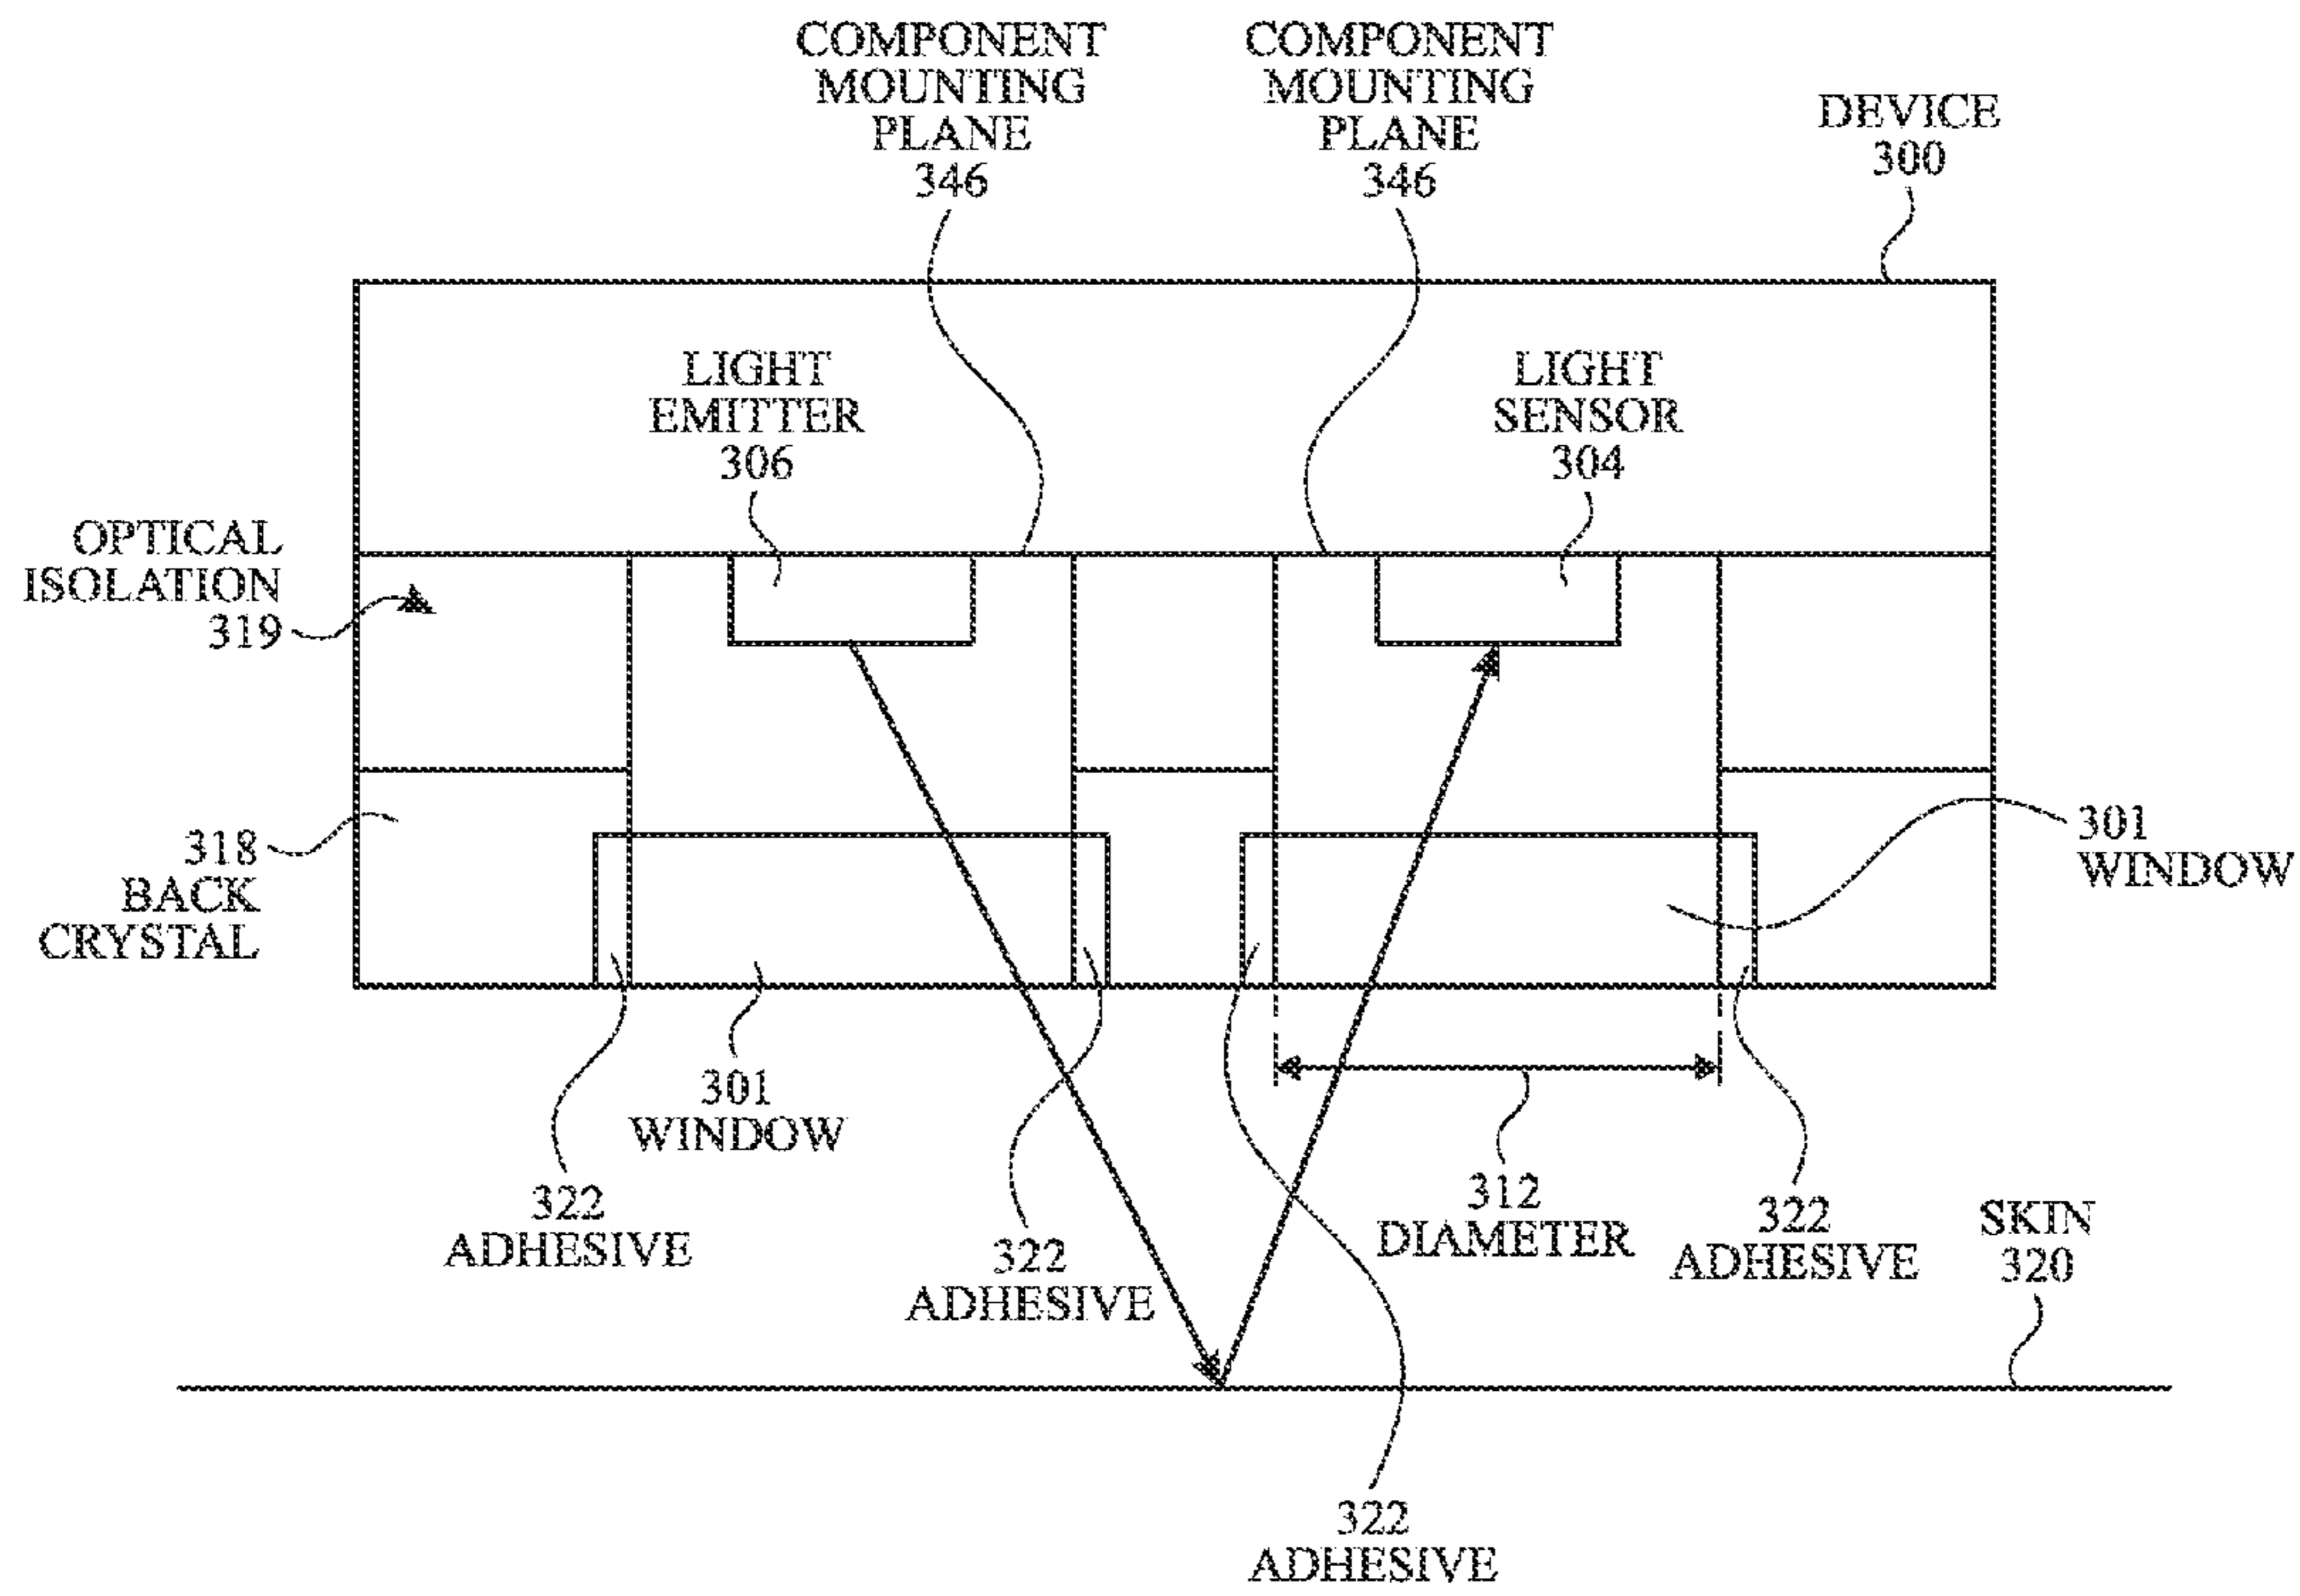 COMPONENT
MOUNTING
PLANE
346
COMPONENT
MOUNTING
PLANE
346
DEVICE
300
LIGHT
EMITTER
306
LIGHT
SENSOR
304
OPTICAL
ISOLATION
319
318
BACK
CRYSTAL
301
WINDOW
301
WINDOW
322
ADHESIVE
322
ADHESIVE
312
DIAMETER
322
ADHESIVE
SKIN
320
322
ADHESIVE